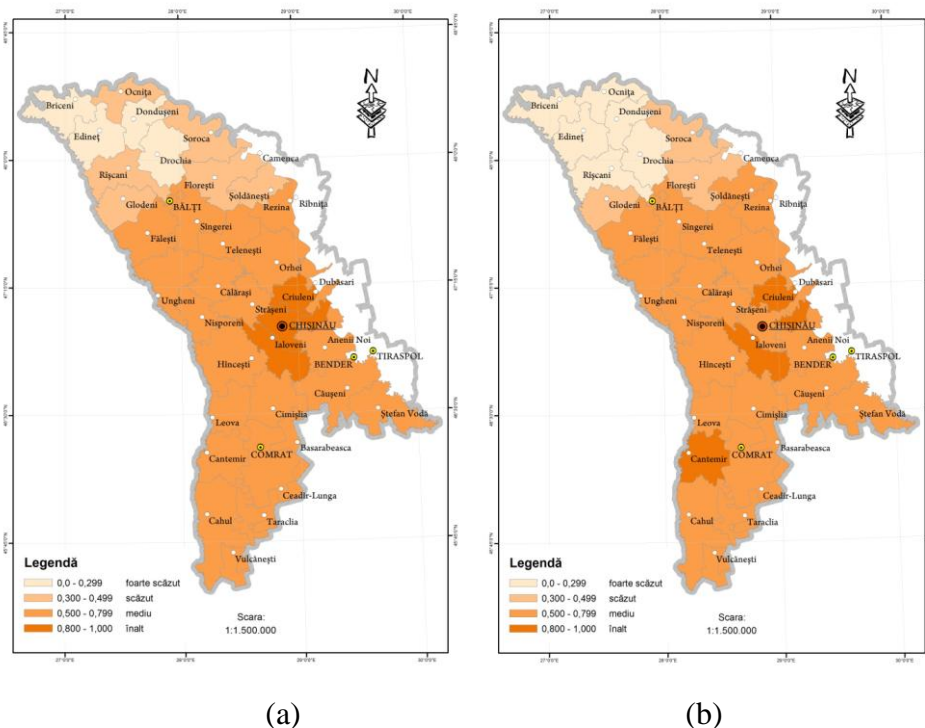 Ocnița
Briceni
Dondușeni
Edineț
Soroca
Camenca
Drochia
Rîșcani
Florești
Șoldănești
Glodeni
BĂLȚI
Rezina
Rîbnița
Sîngerei
Fălești
Telenești
Orhei
Dubăsari
Călărași
Criuleni
Ungheni
Strășeni
Nisporeni
CHIȘINĂU
Ialoveni
Anenii Noi
TIRASPOL
Hîncești
BENDER
Căușeni
Cimișlia
Ștefan Vodă
Leova
Basarabeasca
Cantemir
COMRAT
Ceadîr-Lunga
Cahul
Taraclia
Vulcănești
N
Legendă
0,0 - 0,299 foarte scăzut
0,300 - 0,499 scăzut
0,500 - 0,799 mediu
0,800 - 1,000 înalt
Scara:
1:1.500.000
(a)
Ocnița
Briceni
Dondușeni
Edineț
Soroca
Camenca
Drochia
Rîșcani
Florești
Șoldănești
Glodeni
BĂLȚI
Rezina
Rîbnița
Sîngerei
Fălești
Telenești
Orhei
Dubăsari
Călărași
Criuleni
Ungheni
Strășeni
Nisporeni
CHIȘINĂU
Ialoveni
Anenii Noi
TIRASPOL
Hîncești
BENDER
Căușeni
Cimișlia
Ștefan Vodă
Leova
Basarabeasca
Cantemir
COMRAT
Ceadîr-Lunga
Cahul
Taraclia
Vulcănești
N
Legendă
0,0 - 0,299 foarte scăzut
0,300 - 0,499 scăzut
0,500 - 0,799 mediu
0,800 - 1,000 înalt
Scara:
1:1.500.000
(b)